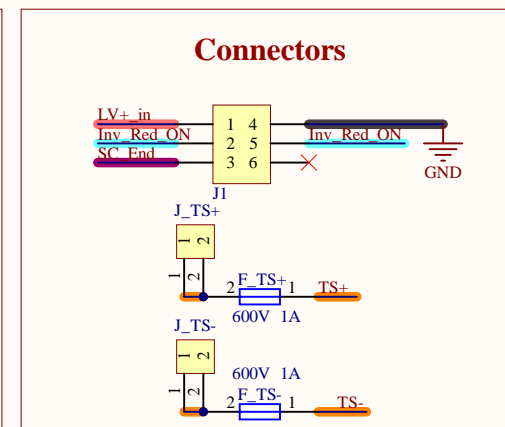 Connectors
LV+_in
1 4
Inv_Red_ON 2 5 Inv_Red_ON
SC_End 3 6
J1 GND
J_TS+
1 2
1 2
2 F_TS+ 1 TS+
600V 1A
J_TS-
1 2
600V 1A
1 2
2 F_TS- 1 TS-